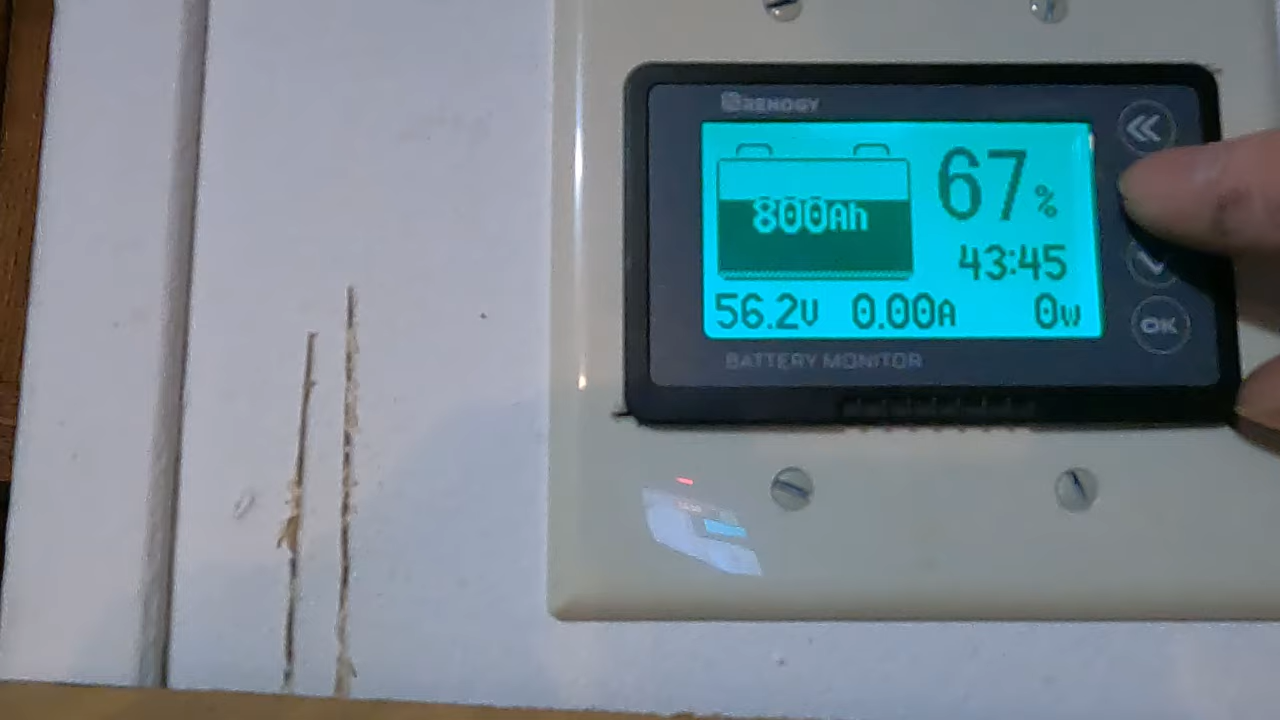 RENOGY
67%
800Ah
43:45
56.2V 0.00A 0W
OK
BATTERY MONITOR